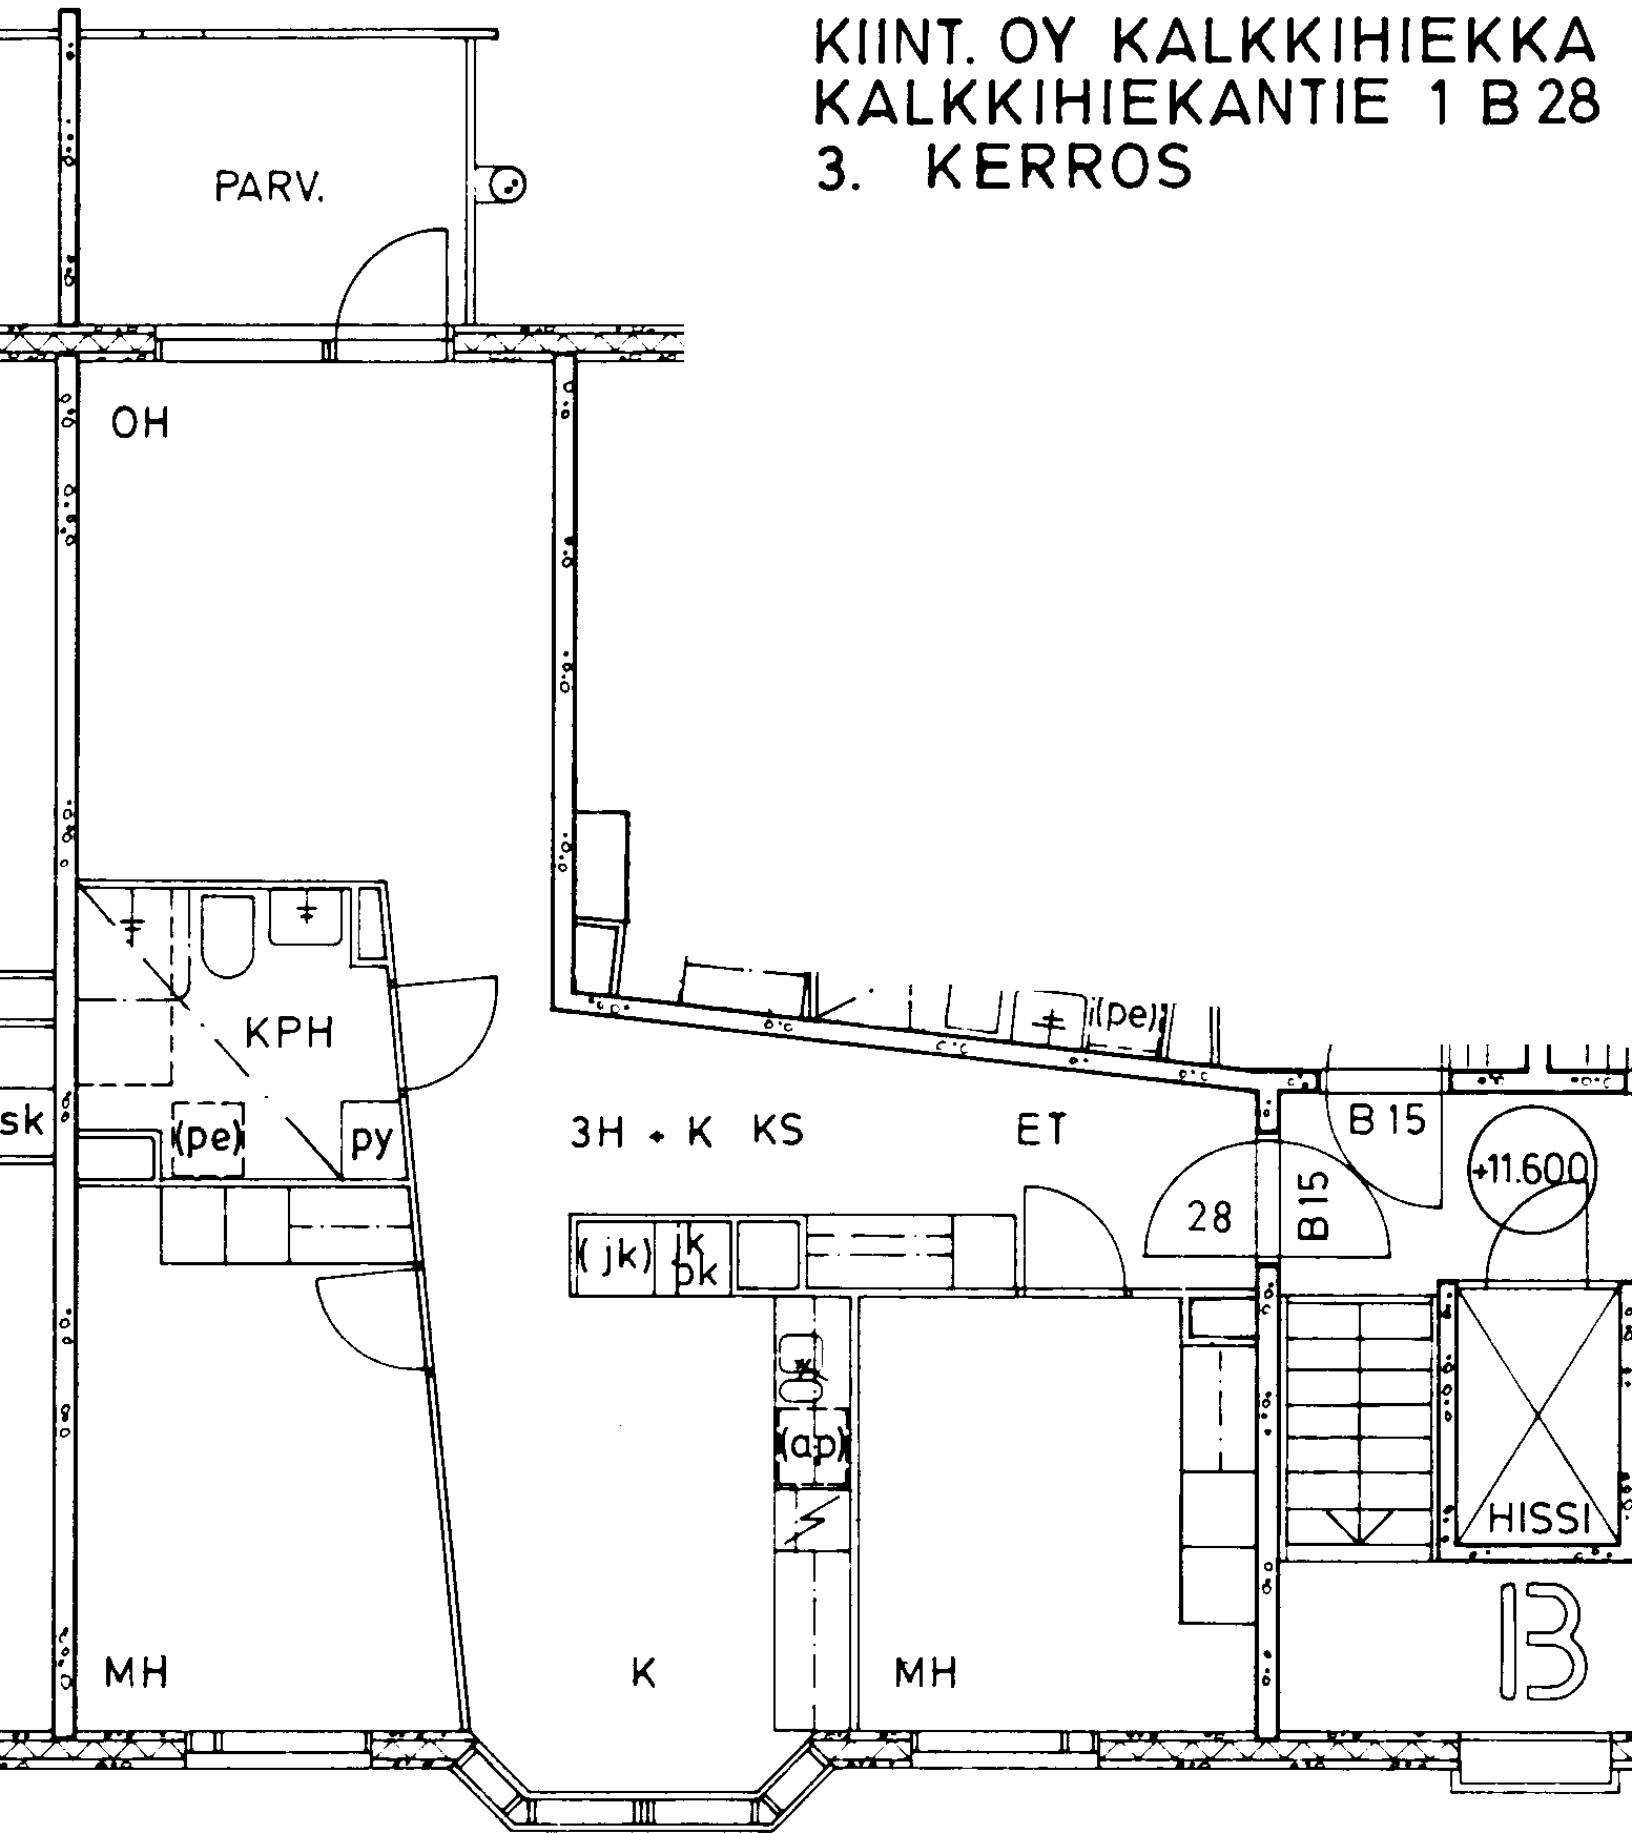 KIINT. OY KALKKIHIEKKA
KALKKIHIEKANTIE 1 B 28
3. KERROS
PARV.
OH
KPH
(pe)
(pe)
py
sk
3H + K KS
ET
B 15
+11.600
28
B 15
(jk)
jk
pk
(ap)
HISSI
B
MH
K
MH